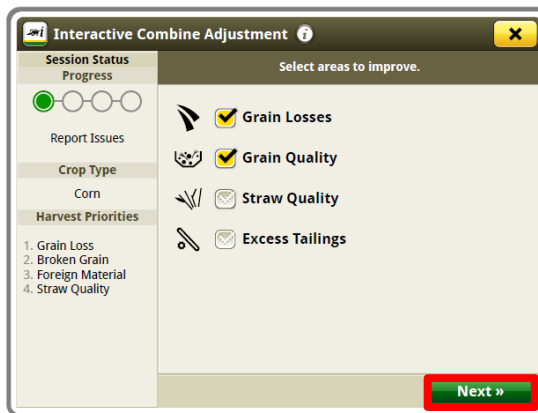 Interactive Combine Adjustment i
Session Status
Progress
Report Issues
Crop Type
Corn
Harvest Priorities
1. Grain Loss
2. Broken Grain
3. Foreign Material
4. Straw Quality
Select areas to improve.
Grain Losses
Grain Quality
Straw Quality
Excess Tailings
Next »